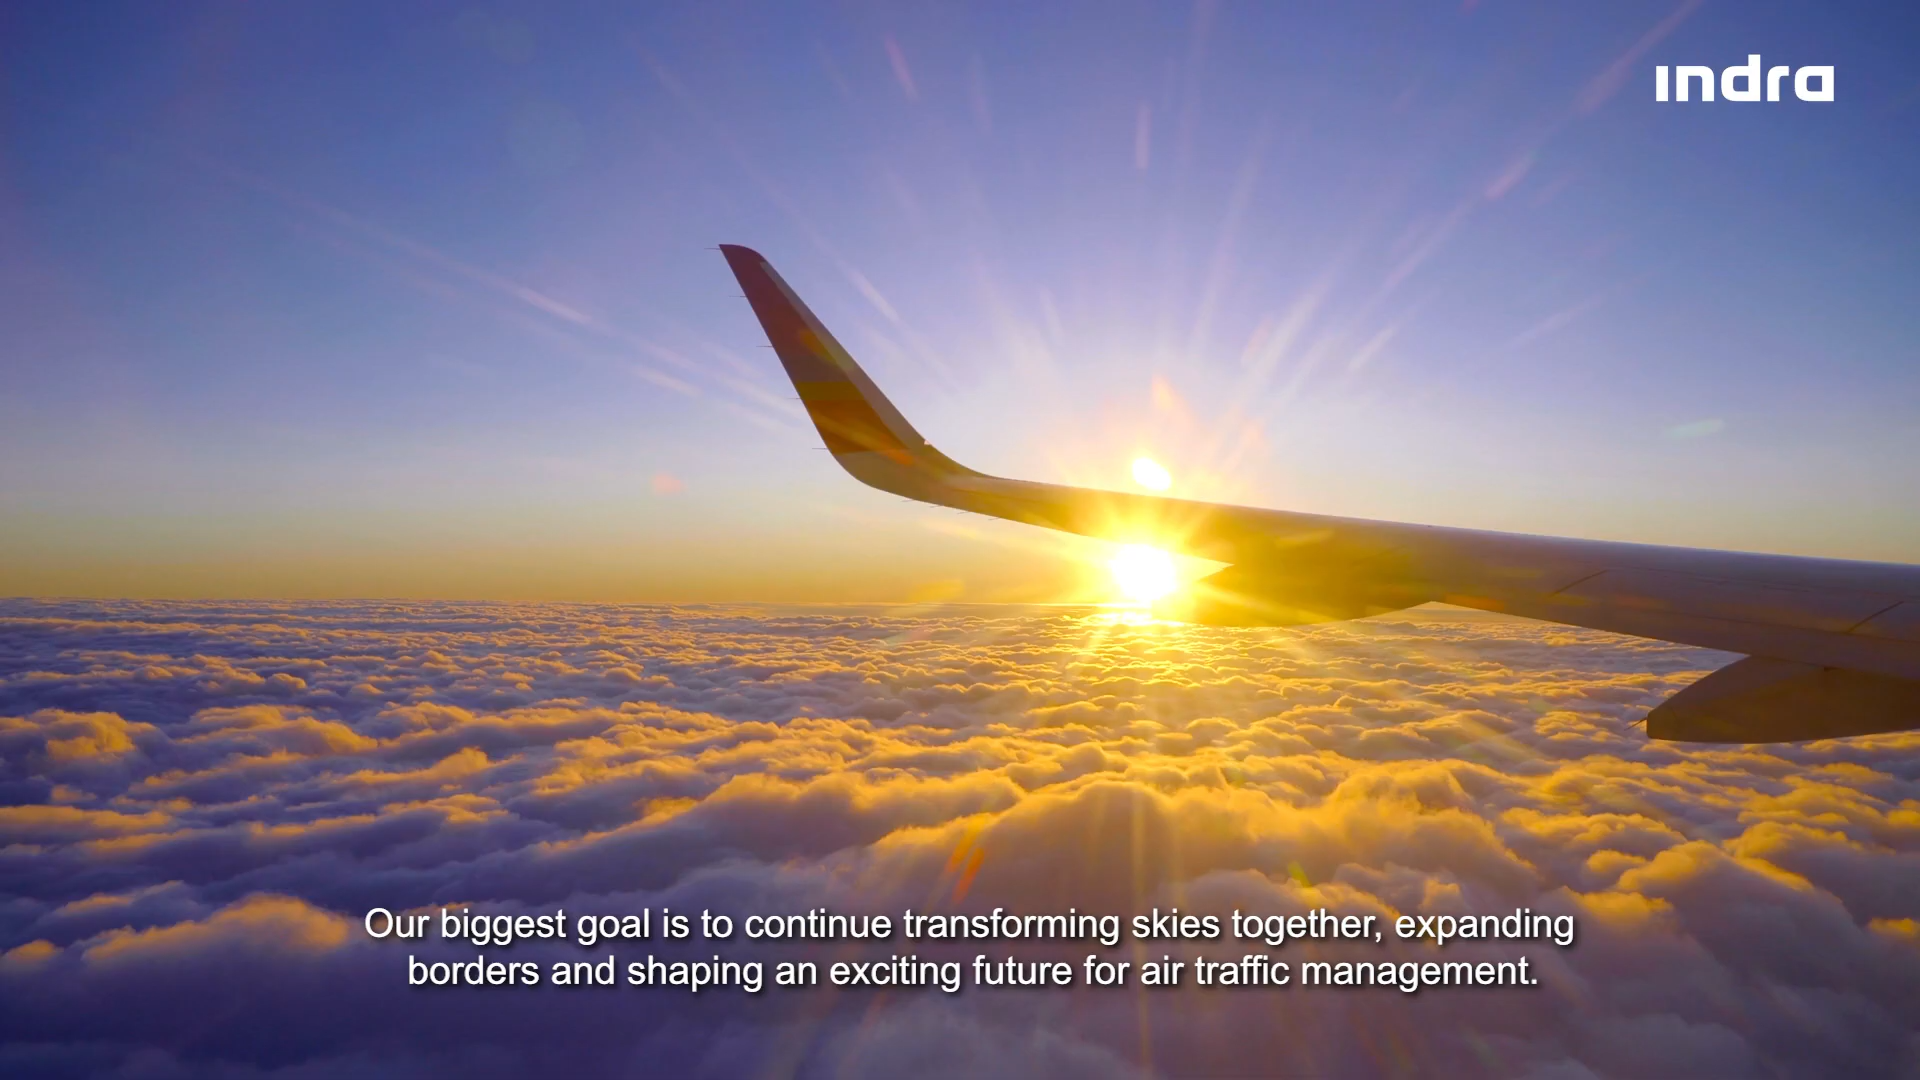 indra
Our biggest goal is to continue transforming skies together, expanding
borders and shaping an exciting future for air traffic management.